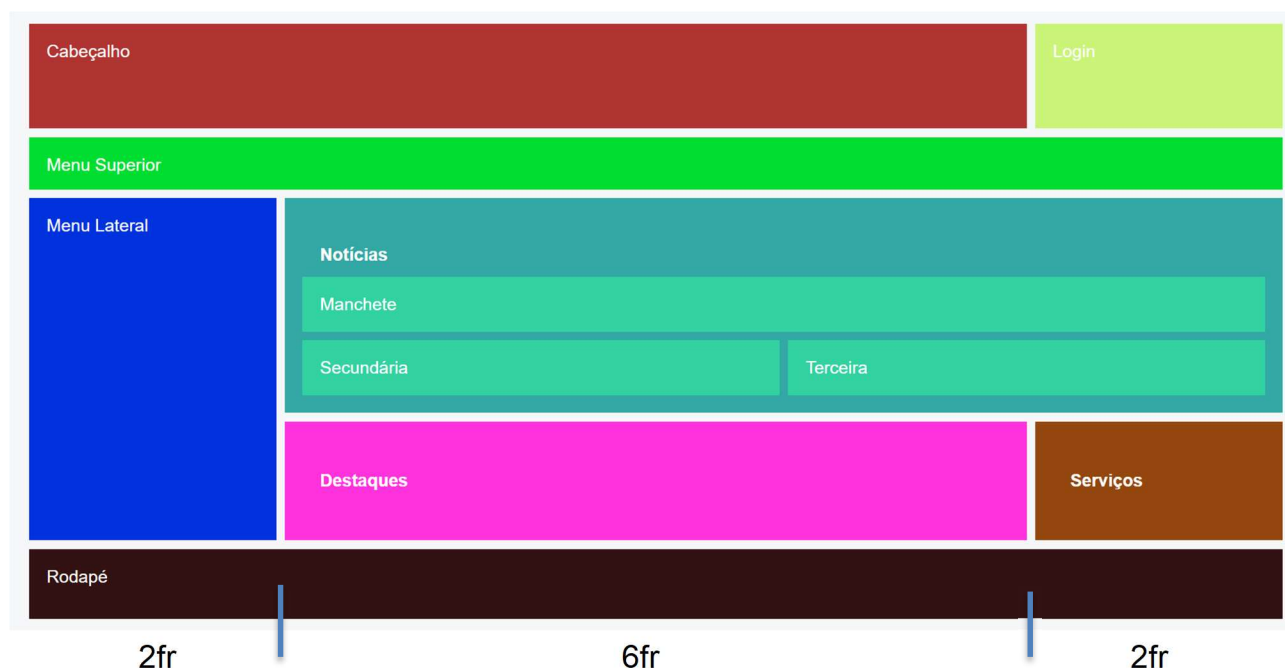 Cabeçalho
Login
Menu Superior
Menu Lateral
Notícias
Manchete
Secundária
Terceira
Destaques
Serviços
Rodapé
2fr
6fr
2fr